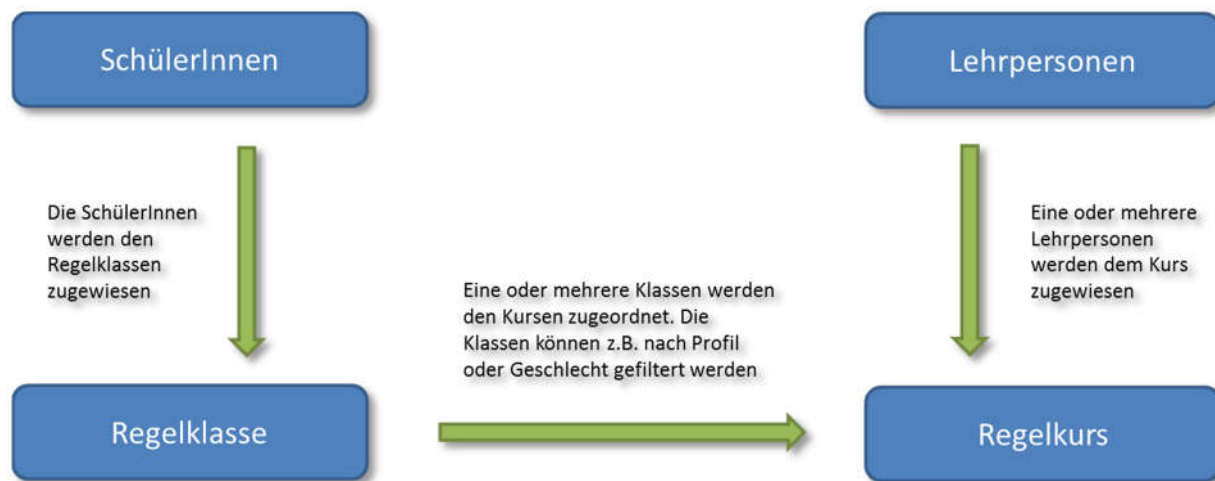 SchülerInnen
Lehrpersonen
Die SchülerInnen
werden den
Regelklassen
zugewiesen
Eine oder mehrere
Lehrpersonen
werden dem Kurs
zugewiesen
Eine oder mehrere Klassen werden
den Kursen zugeordnet. Die
Klassen können z.B. nach Profil
oder Geschlecht gefiltert werden
Regelklasse
Regelkurs